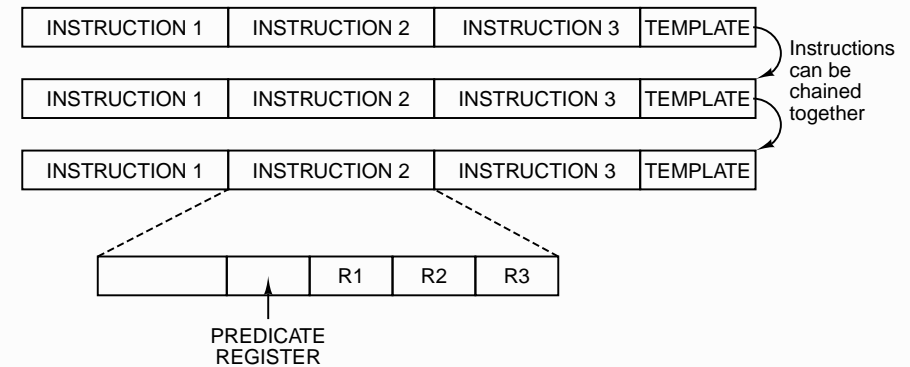 INSTRUCTION 1 INSTRUCTION 2 INSTRUCTION 3 TEMPLATE
Instructions
can be
chained
together
INSTRUCTION 1 INSTRUCTION 2 INSTRUCTION 3 TEMPLATE
INSTRUCTION 1 INSTRUCTION 2 INSTRUCTION 3 TEMPLATE
R1 R2 R3
PREDICATE
REGISTER